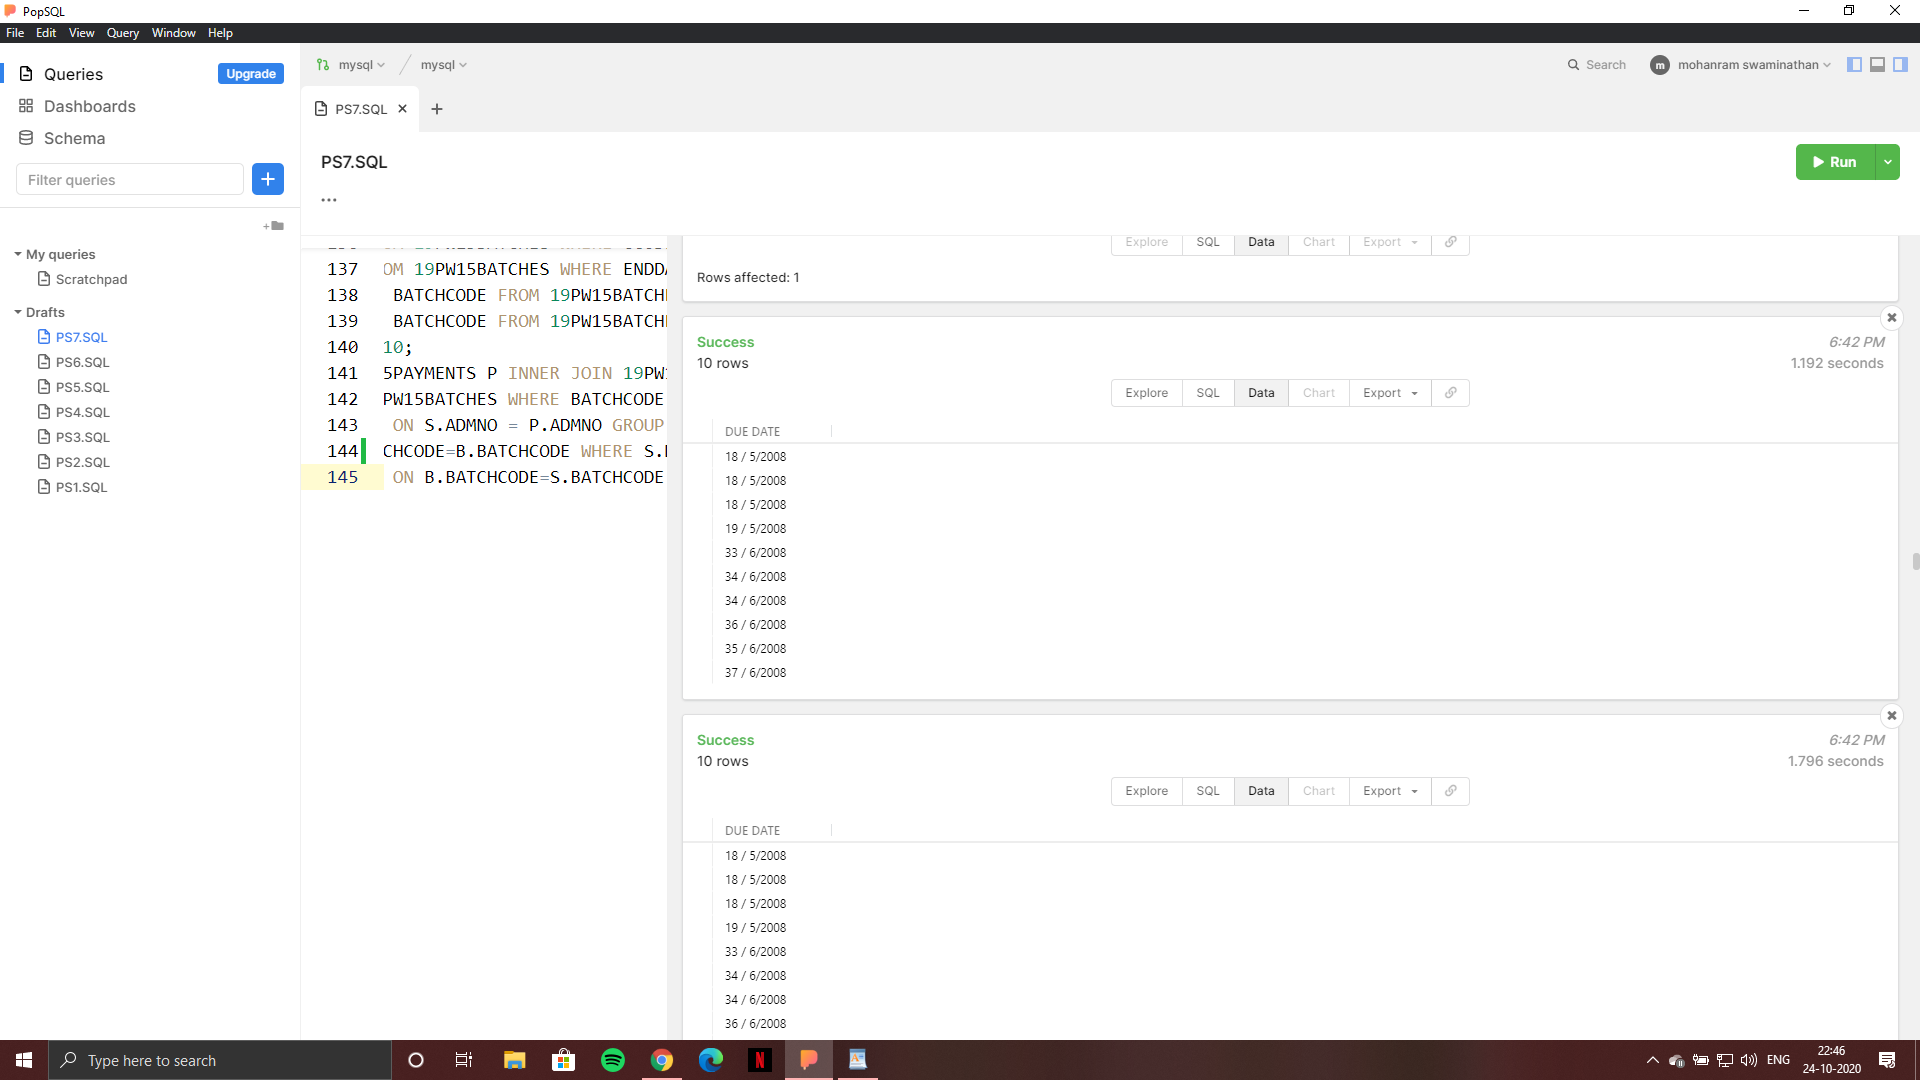 PopSQL
File Edit View Query Window Help
Queries
Upgrade
Dashboards
Schema
Filter queries
My queries
Scratchpad
Drafts
PS7.SQL
PS6.SQL
PS5.SQL
PS4.SQL
PS3.SQL
PS2.SQL
PS1.SQL
mysql mysql
Search
m mohanram swaminathan
PS7.SQL
PS7.SQL
Run
...
137 OM 19PW15BATCHES WHERE ENDDA
138 BATCHCODE FROM 19PW15BATCH
139 BATCHCODE FROM 19PW15BATCH
140 10;
141 5PAYMENTS P INNER JOIN 19PW
142 PW15BATCHES WHERE BATCHCODE
143 ON S.ADMNO = P.ADMNO GROUP
144 CHCODE=B.BATCHCODE WHERE S.
145 ON B.BATCHCODE=S.BATCHCODE
Explore SQL Data Chart Export
Rows affected: 1
Success
6:42 PM
10 rows
1.192 seconds
Explore SQL Data Chart Export
DUE DATE
18 / 5/2008
18 / 5/2008
18 / 5/2008
19 / 5/2008
33 / 6/2008
34 / 6/2008
34 / 6/2008
36 / 6/2008
35 / 6/2008
37 / 6/2008
Success
6:42 PM
10 rows
1.796 seconds
Explore SQL Data Chart Export
DUE DATE
18 / 5/2008
18 / 5/2008
18 / 5/2008
19 / 5/2008
33 / 6/2008
34 / 6/2008
34 / 6/2008
36 / 6/2008
Type here to search
ENG
22:46
24-10-2020